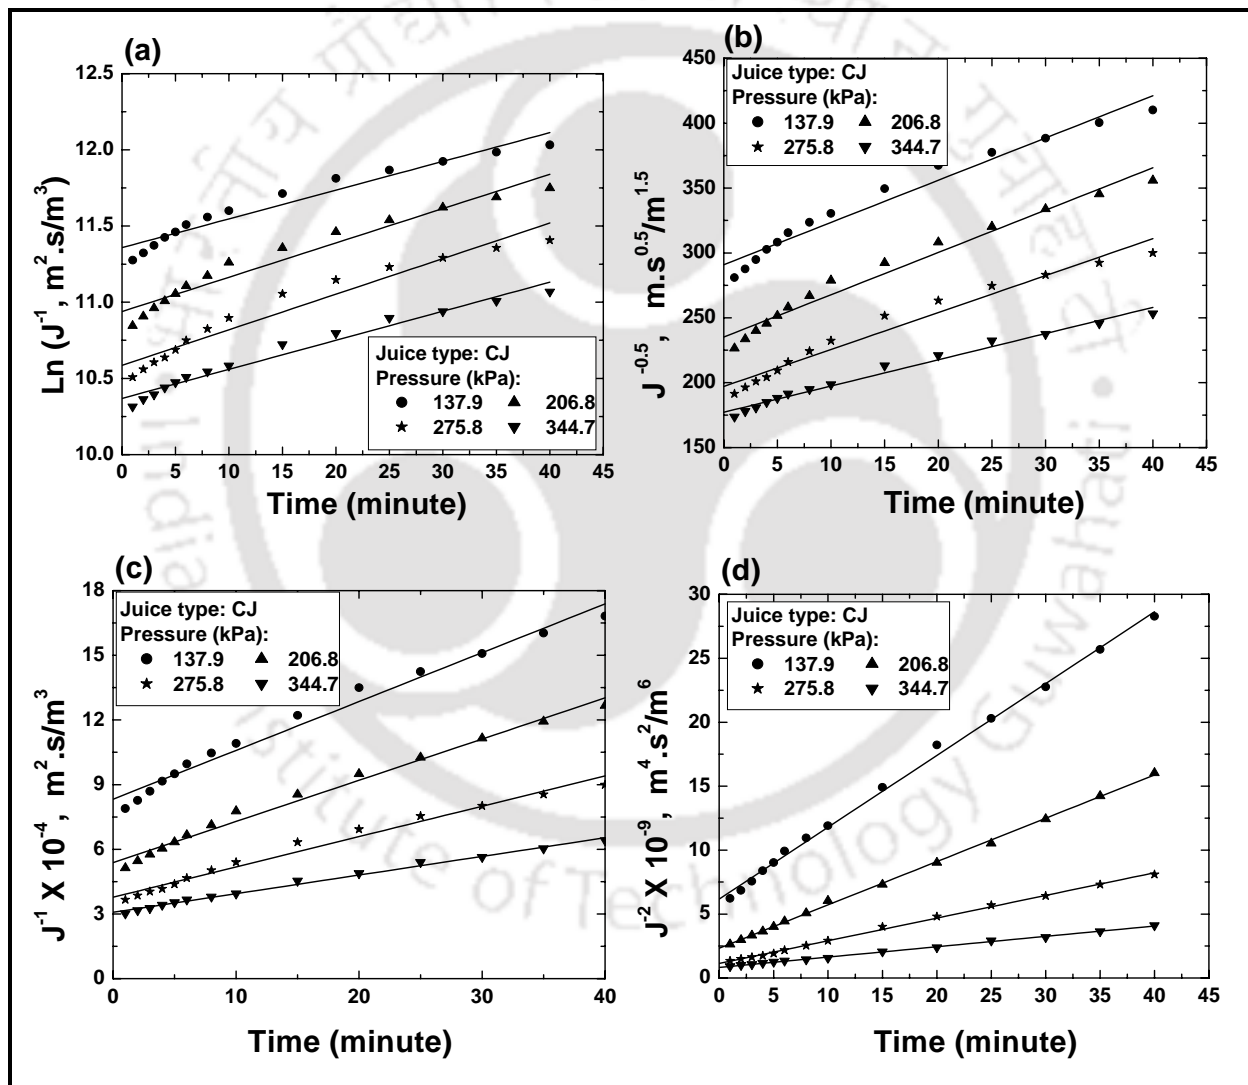 (a)
12.5
12.0
11.5
11.0
10.5
10.0
Ln (J⁻¹, m².s/m³)
Juice type: CJ
Pressure (kPa):
137.9 206.8
275.8 344.7
0 5 10 15 20 25 30 35 40 45
Time (minute)
(b)
450
400
350
300
250
200
150
J⁻⁰·⁵, m.s⁰·⁵/m¹·⁵
Juice type: CJ
Pressure (kPa):
137.9 206.8
275.8 344.7
0 5 10 15 20 25 30 35 40 45
Time (minute)
(c)
18
15
12
9
6
3
0
J⁻¹ X 10⁻⁴, m².s/m³
Juice type: CJ
Pressure (kPa):
137.9 206.8
275.8 344.7
0 10 20 30 40
Time (minute)
(d)
30
25
20
15
10
5
0
J⁻² X 10⁻⁹, m⁴.s²/m⁶
Juice type: CJ
Pressure (kPa):
137.9 206.8
275.8 344.7
0 5 10 15 20 25 30 35 40 45
Time (minute)
Indian Institute of Technology Guwahati